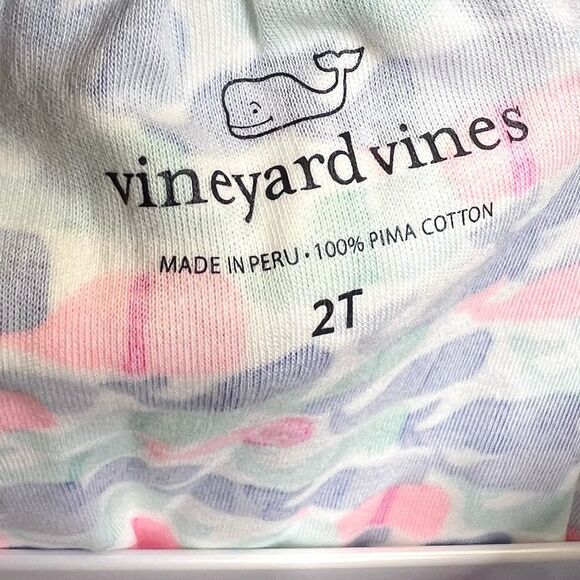 vineyard vines
MADE IN PERU • 100% PIMA COTTON
2T